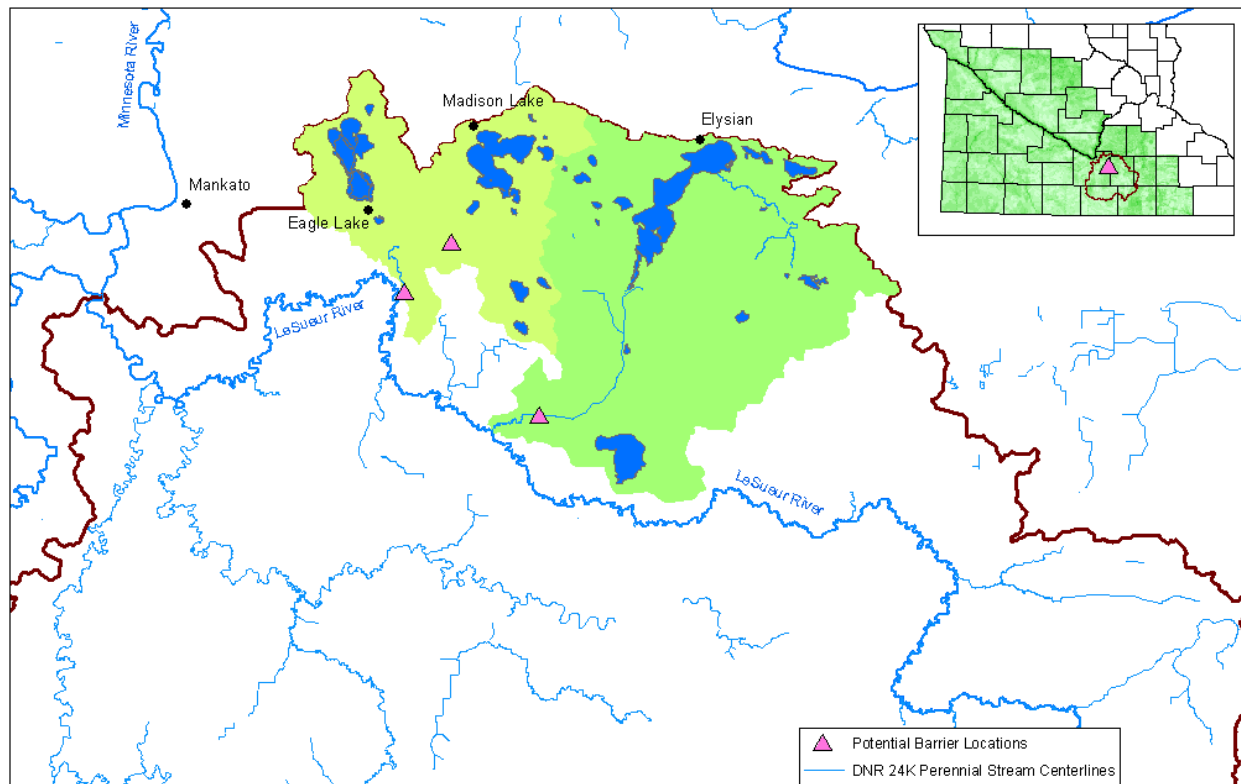 Minnesota River
Madison Lake
Elysian
Mankato
Eagle Lake
LeSueur River
LeSueur River
Potential Barrier Locations
DNR 24K Perennial Stream Centerlines